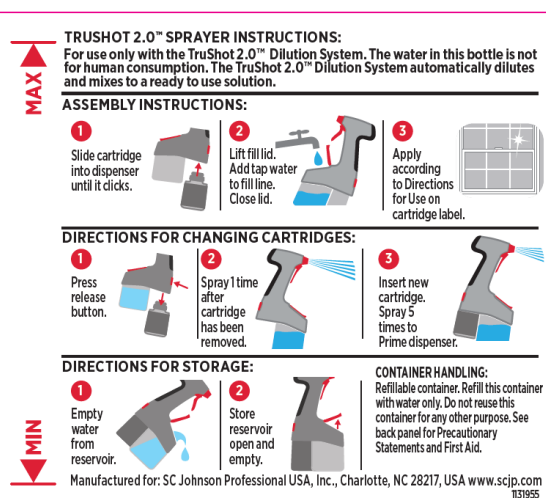 TRUSHOT 2.0™ SPRAYER INSTRUCTIONS:
For use only with the TruShot 2.0™ Dilution System. The water in this bottle is not
for human consumption. The TruShot 2.0™ Dilution System automatically dilutes
and mixes to a ready to use solution.
MAX
ASSEMBLY INSTRUCTIONS:
1
Slide cartridge
into dispenser
until it clicks.
2
Lift fill lid.
Add tap water
to fill line.
Close lid.
3
Apply
according
to Directions
for Use on
cartridge label.
DIRECTIONS FOR CHANGING CARTRIDGES:
1
Press
release
button.
2
Spray 1 time
after
cartridge
has been
removed.
3
Insert new
cartridge.
Spray 5
times to
Prime dispenser.
DIRECTIONS FOR STORAGE:
1
Empty
water
from
reservoir.
2
Store
reservoir
open and
empty.
CONTAINER HANDLING:
Refillable container. Refill this container
with water only. Do not reuse this
container for any other purpose. See
back panel for Precautionary
Statements and First Aid.
MIN
Manufactured for: SC Johnson Professional USA, Inc., Charlotte, NC 28217, USA www.scjp.com
1131955